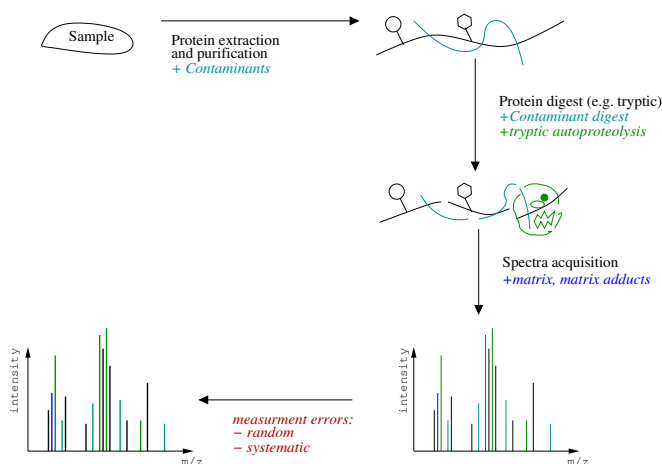 Sample
Protein extraction
and purification
+ Contaminants
Protein digest (e.g. tryptic)
+Contaminant digest
+tryptic autoproteolysis
Spectra acquisition
+matrix, matrix adducts
intensity
m/z
measurment errors:
− random
− systematic
intensity
m/z